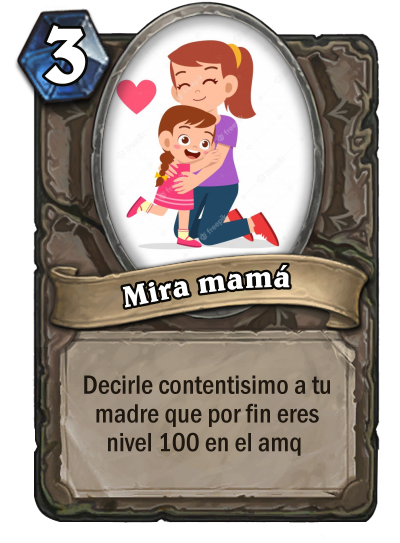 3
Mira mamá
Decirle contentisimo a tu
madre que por fin eres
nivel 100 en el amq